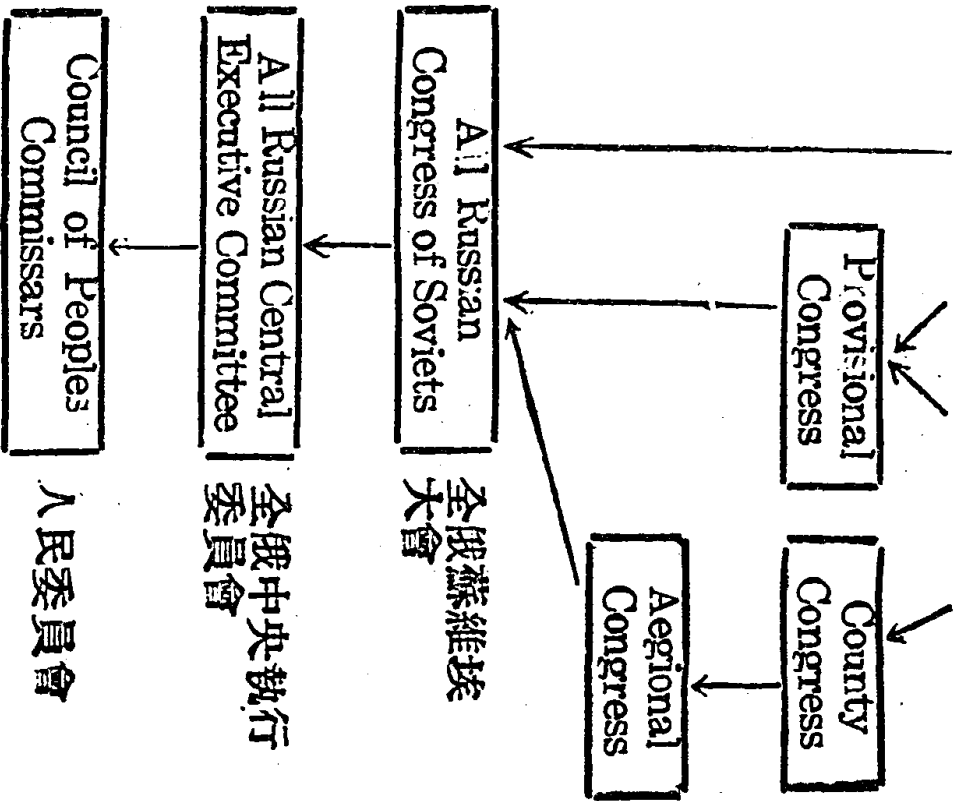 Provisional
Congress
County
Congress
Aegional
Congress
All Russian
Congress of Soviets
全俄蘇維埃
大會
All Russian Central
Executive Committee
全俄中央執行
委員會
Council of Peoples
Commissars
人民委員會